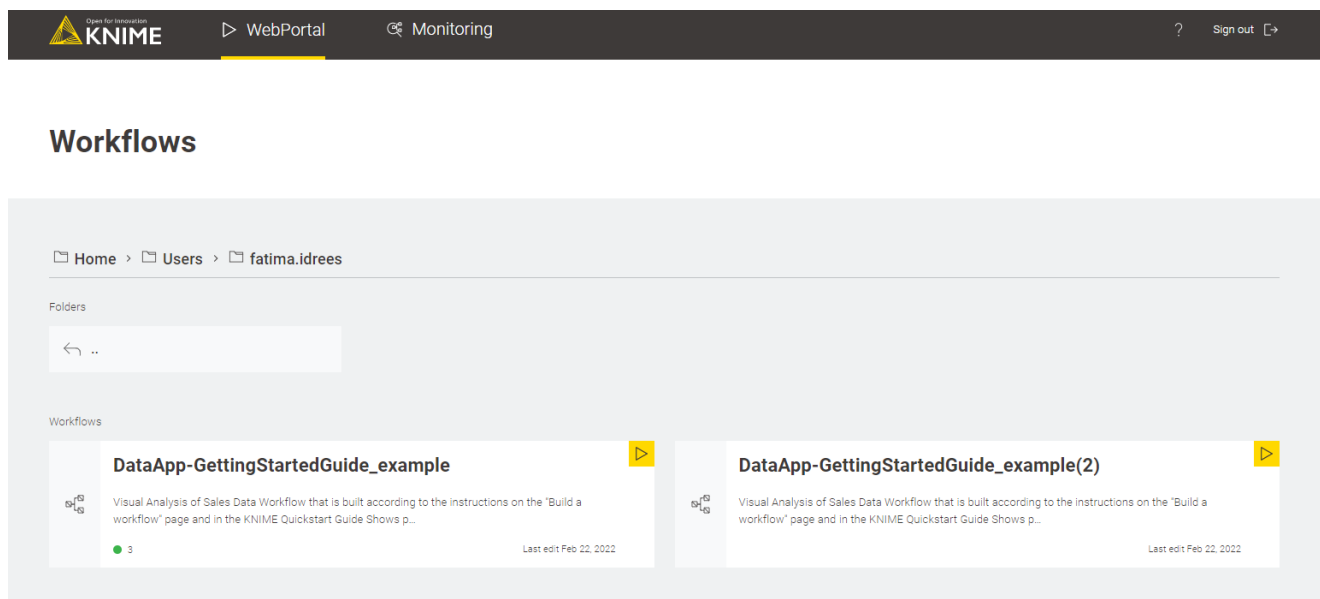 Open for Innovation
KNIME
WebPortal
Monitoring
?
Sign out
Workflows
Home > Users > fatima.idrees
Folders
..
Workflows
DataApp-GettingStartedGuide_example
Visual Analysis of Sales Data Workflow that is built according to the instructions on the "Build a
workflow" page and in the KNIME Quickstart Guide Shows p...
3
Last edit Feb 22, 2022
DataApp-GettingStartedGuide_example(2)
Visual Analysis of Sales Data Workflow that is built according to the instructions on the "Build a
workflow" page and in the KNIME Quickstart Guide Shows p...
Last edit Feb 22, 2022